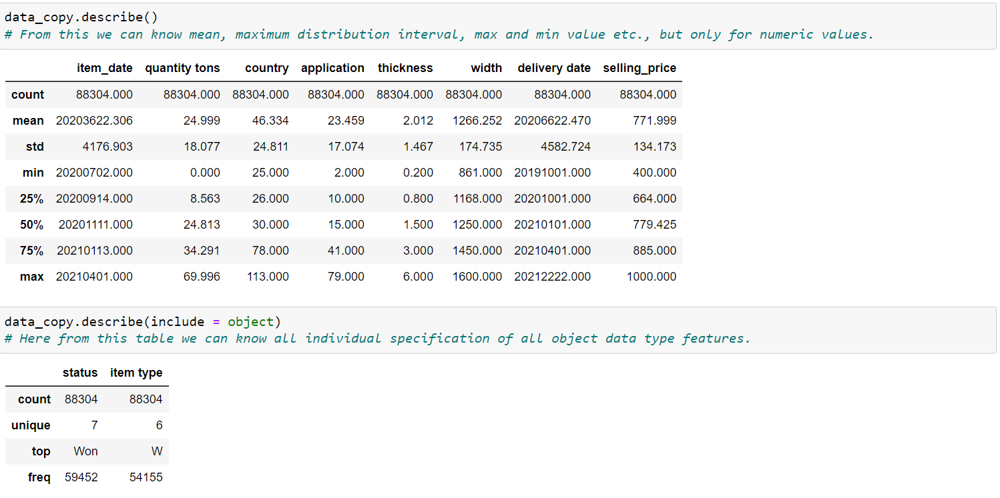 data_copy.describe()
# From this we can know mean, maximum distribution interval, max and min value etc., but only for numeric values.
item_date quantity tons country application thickness width delivery date selling_price
count 88304.000 88304.000 88304.000 88304.000 88304.000 88304.000 88304.000 88304.000
mean 20203622.306 24.999 46.334 23.459 2.012 1266.252 20206622.470 771.999
std 4176.903 18.077 24.811 17.074 1.467 174.735 4582.724 134.173
min 20200702.000 0.000 25.000 2.000 0.200 861.000 20191001.000 400.000
25% 20200914.000 8.563 26.000 10.000 0.800 1168.000 20201001.000 664.000
50% 20201111.000 24.813 30.000 15.000 1.500 1250.000 20210101.000 779.425
75% 20210113.000 34.291 78.000 41.000 3.000 1450.000 20210401.000 885.000
max 20210401.000 69.996 113.000 79.000 6.000 1600.000 20212222.000 1000.000
data_copy.describe(include = object)
# Here from this table we can know all individual specification of all object data type features.
status item type
count 88304 88304
unique 7 6
top Won W
freq 59452 54155